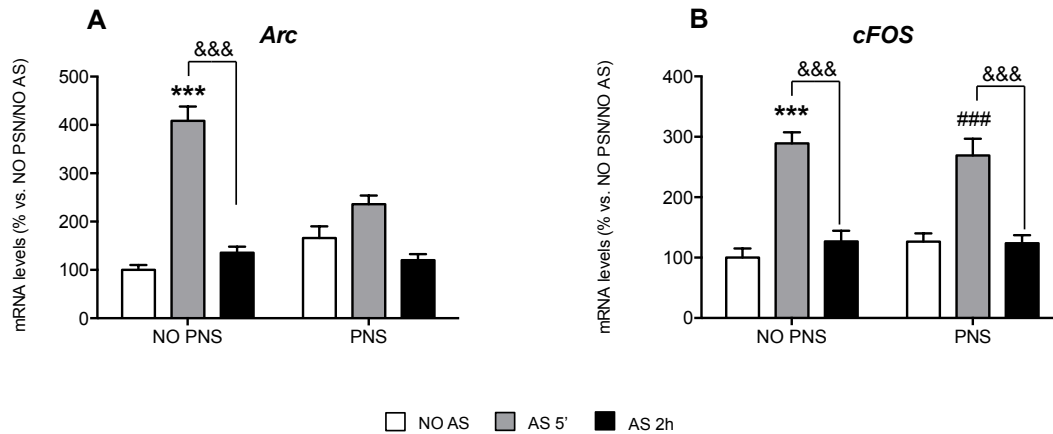 A
Arc
&&&
***
500
400
300
200
100
0
mRNA levels (% vs. NO PSN/NO AS)
NO PNS
PNS
B
cFOS
&&&
&&&
***
###
400
300
200
100
0
mRNA levels (% vs. NO PSN/NO AS)
NO PNS
PNS
NO AS
AS 5'
AS 2h